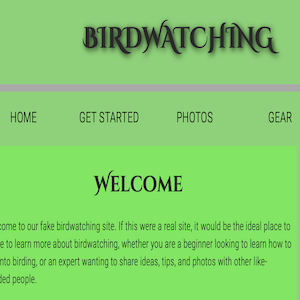 BIRDWATCHING
HOME GET STARTED PHOTOS GEAR
WELCOME
come to our fake birdwatching site. If this were a real site, it would be the ideal place to
e to learn more about birdwatching, whether you are a beginner looking to learn how to
into birding, or an expert wanting to share ideas, tips, and photos with other like-
ded people.